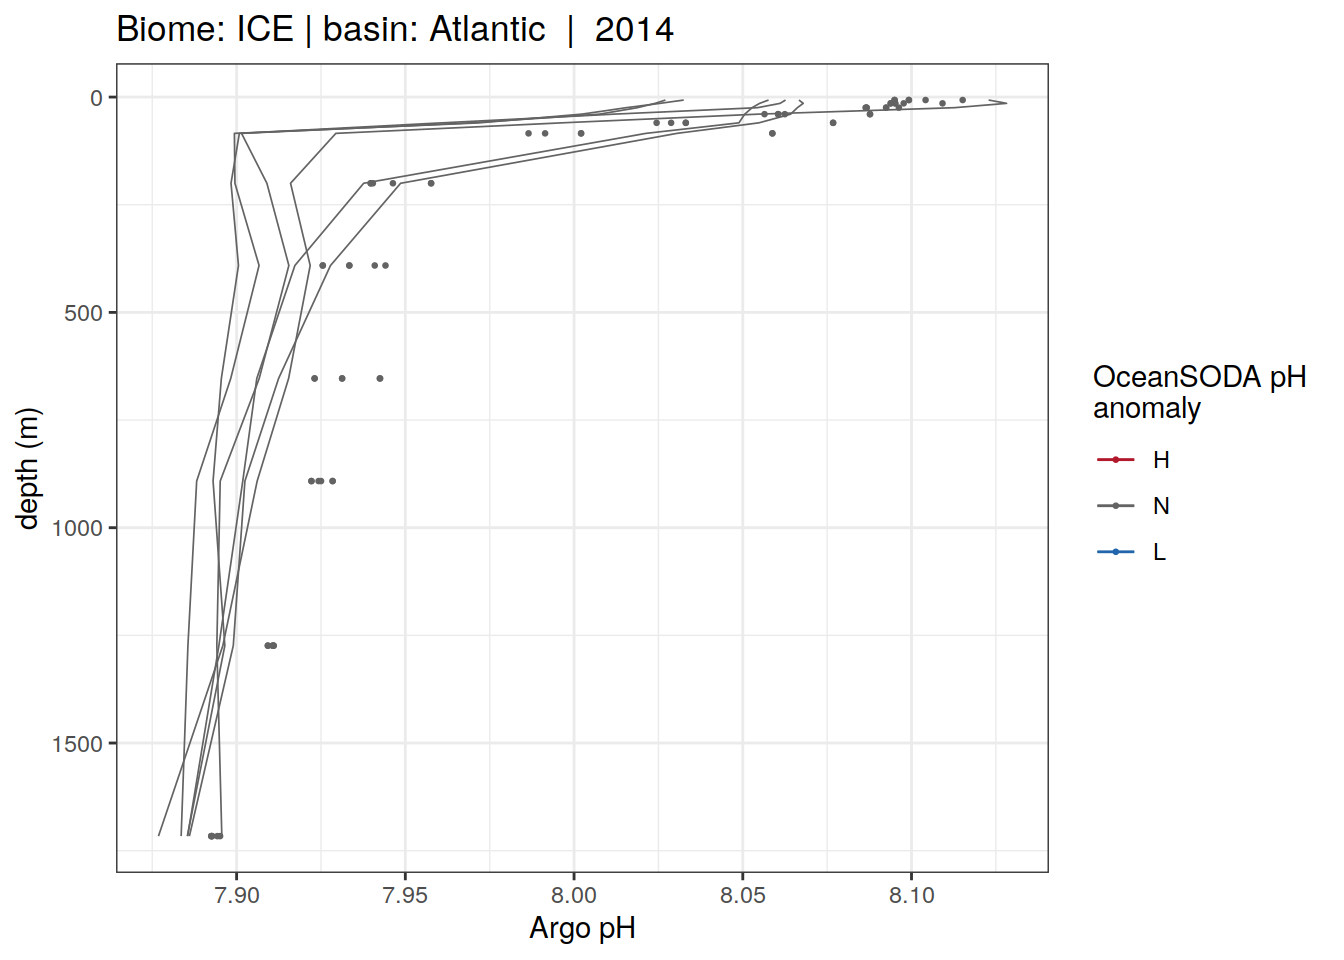 Biome: ICE | basin: Atlantic | 2014
0
500
1000
1500
depth (m)
7.90
7.95
8.00
8.05
8.10
Argo pH
OceanSODA pH
anomaly
H
N
L